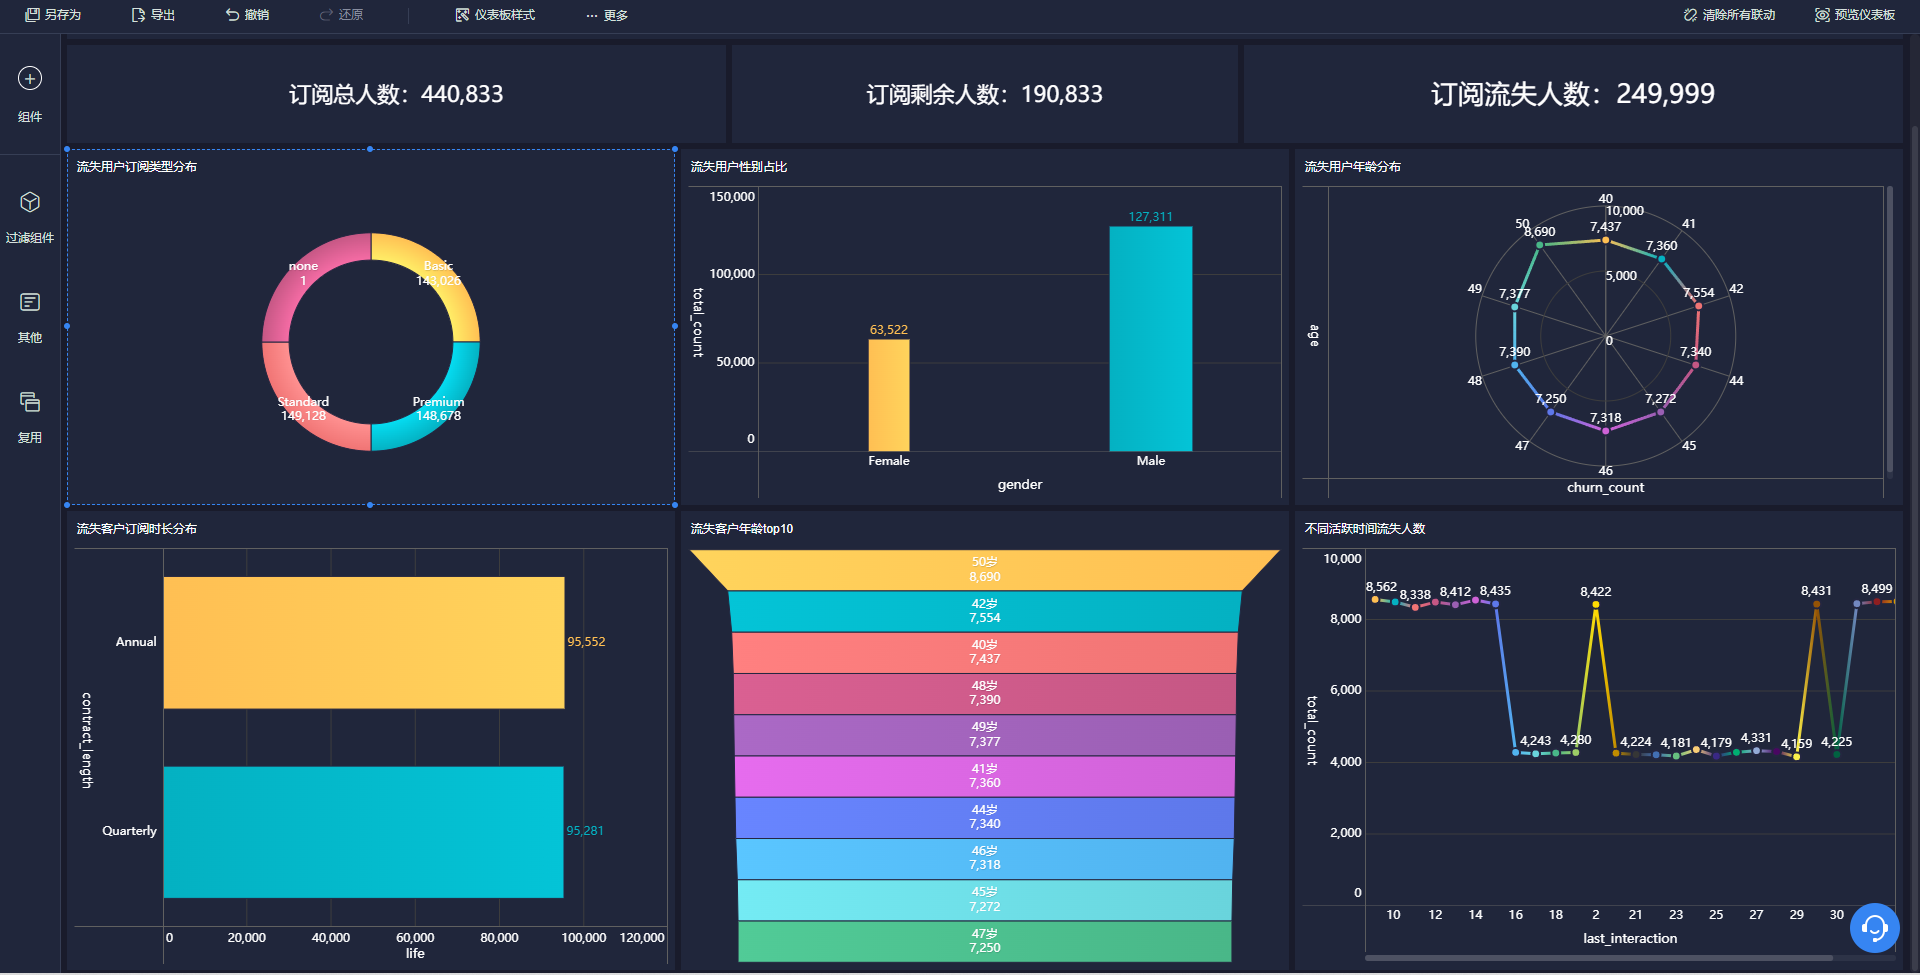 另存为
导出
撤销
还原
仪表板样式
··· 更多
清除所有联动
预览仪表板
组件
过滤组件
其他
复用
订阅总人数：440,833
订阅剩余人数：190,833
订阅流失人数：249,999
流失用户订阅类型分布
none
1
Basic
143,026
Standard
149,128
Premium
148,678
流失用户性别占比
150,000
100,000
50,000
0
total_count
63,522
127,311
Female
Male
gender
流失用户年龄分布
age
40
10,000
7,437
41
7,360
42
7,554
5,000
0
44
7,340
45
7,272
46
7,318
47
7,250
48
7,390
49
7,377
50
8,690
churn_count
流失客户订阅时长分布
contract_length
Annual
95,552
Quarterly
95,281
0
20,000
40,000
60,000
80,000
100,000
120,000
life
流失客户年龄top10
50岁
8,690
42岁
7,554
40岁
7,437
48岁
7,390
49岁
7,377
41岁
7,360
44岁
7,340
46岁
7,318
45岁
7,272
47岁
7,250
不同活跃时间流失人数
10,000
8,000
6,000
4,000
2,000
0
total_count
8,562
8,338
8,412
8,435
4,243
4,280
8,422
4,224
4,181
4,179
4,331
4,159
8,431
4,225
8,499
10
12
14
16
18
2
21
23
25
27
29
30
last_interaction